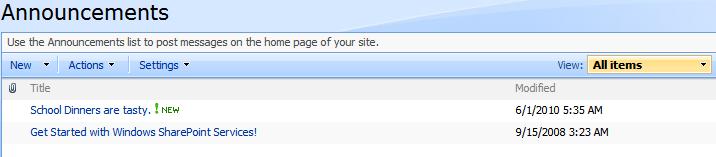 Announcements
Use the Announcements list to post messages on the home page of your site.
New Actions Settings View: All items
Title Modified
School Dinners are tasty. ! NEW 6/1/2010 5:35 AM
Get Started with Windows SharePoint Services! 9/15/2008 3:23 AM